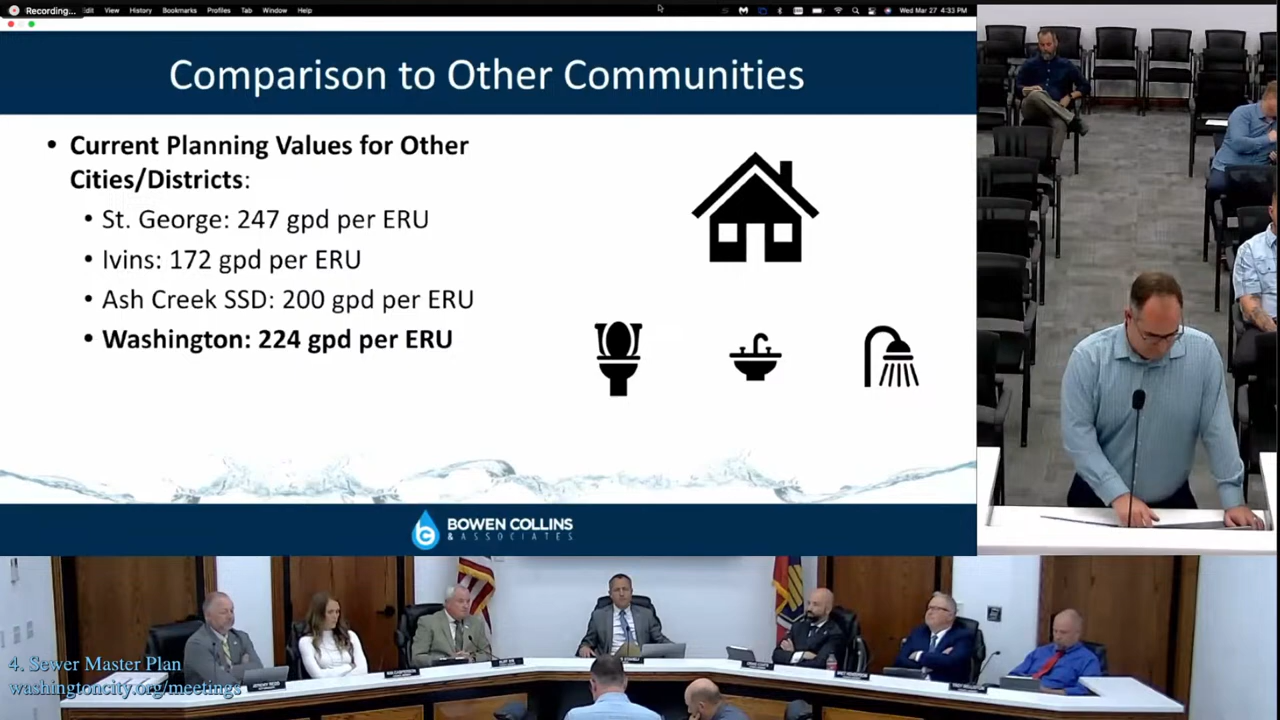 Recording...
dit
View
History
Bookmarks
Profiles
Tab
Window
Help
Wed Mar 27 4:33 PM
Comparison to Other Communities
• Current Planning Values for Other
Cities/Districts:
• St. George: 247 gpd per ERU
• Ivins: 172 gpd per ERU
• Ash Creek SSD: 200 gpd per ERU
• Washington: 224 gpd per ERU
BOWEN COLLINS
& ASSOCIATES
4. Sewer Master Plan
washingtoncity.org/meetings